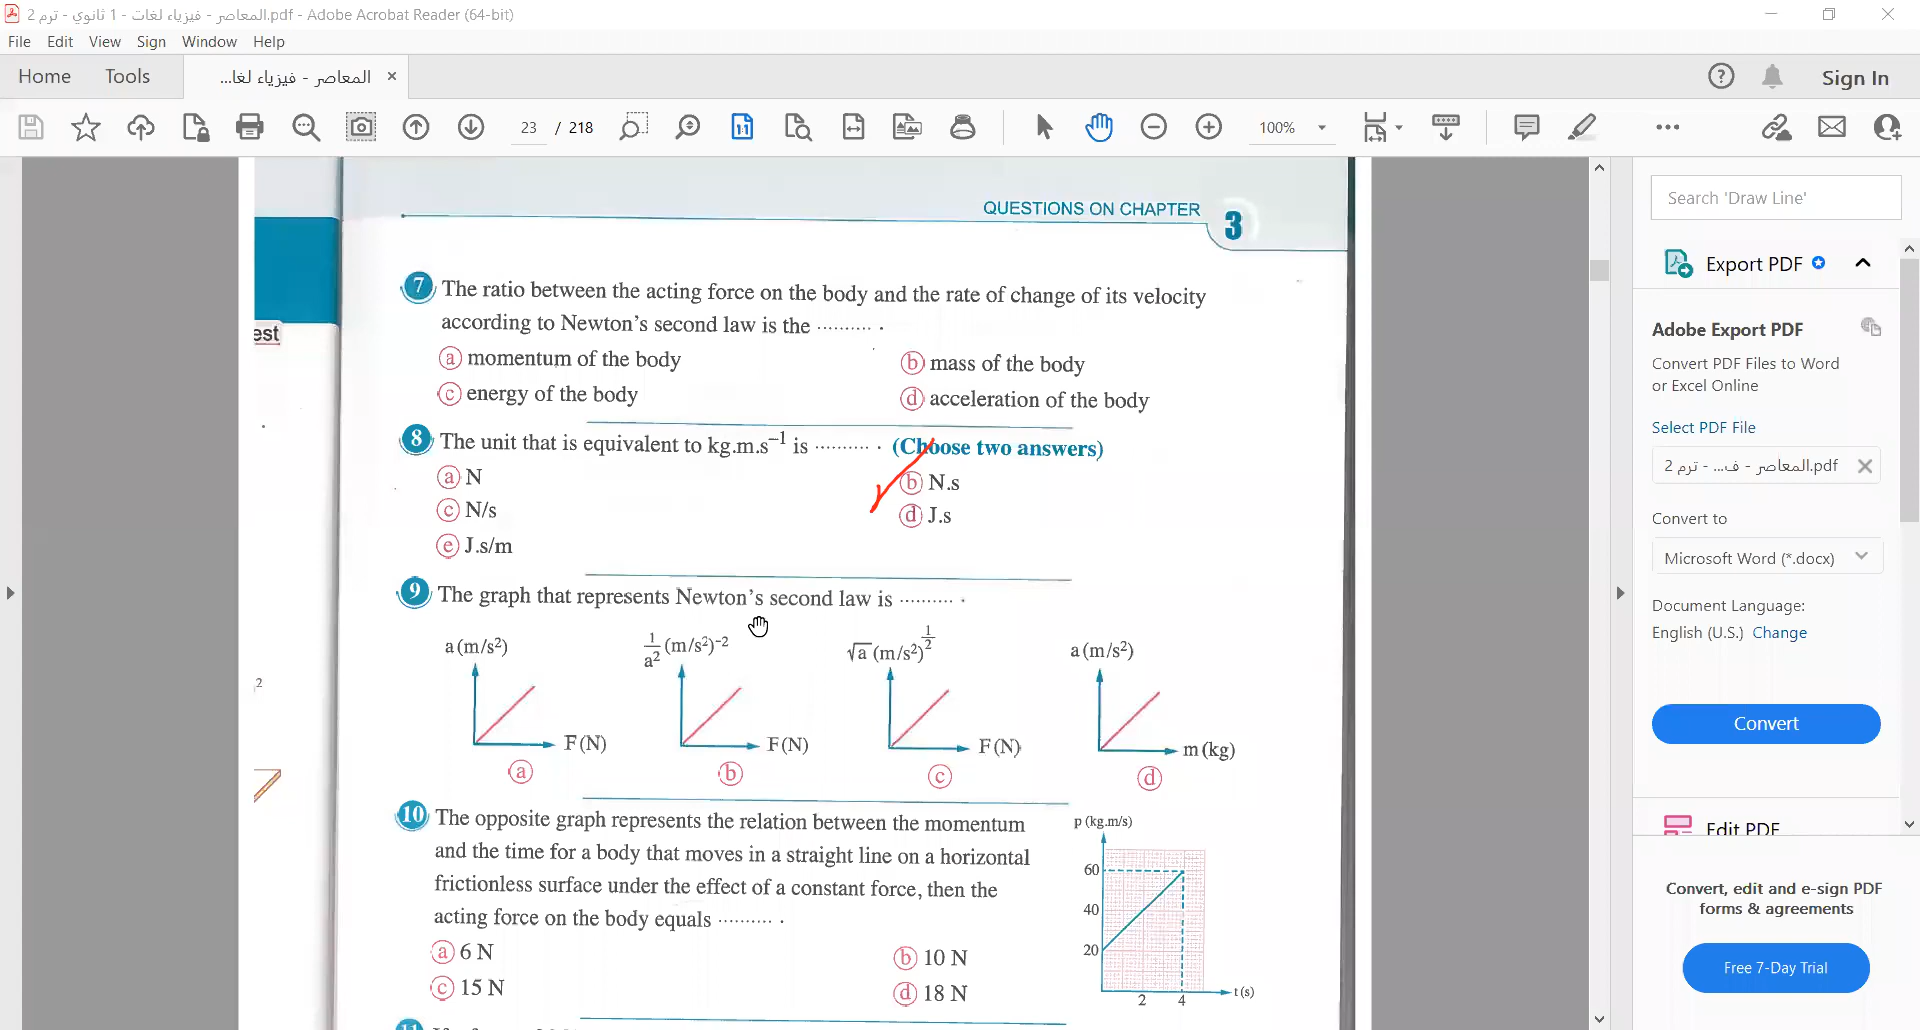 المعاصر - فيزياء لغات - 1 ثانوي - ترم 2.pdf - Adobe Acrobat Reader (64-bit)
File Edit View Sign Window Help
Home Tools المعاصر - فيزياء لغا... × ? Sign In
23 / 218 1:1 100%
Search 'Draw Line'
QUESTIONS ON CHAPTER 3
7 The ratio between the acting force on the body and the rate of change of its velocity
according to Newton's second law is the .......... .
a momentum of the body b mass of the body
c energy of the body d acceleration of the body
8 The unit that is equivalent to kg.m.s⁻¹ is .......... . (Choose two answers)
a N b N.s
c N/s d J.s
e J.s/m
9 The graph that represents Newton's second law is .......... .
a (m/s²) F (N) a
1/a² (m/s²)⁻² F (N) b
√a (m/s²)^1/2 F (N) c
a (m/s²) m (kg) d
10 The opposite graph represents the relation between the momentum
and the time for a body that moves in a straight line on a horizontal
frictionless surface under the effect of a constant force, then the
acting force on the body equals .......... .
a 6 N b 10 N
c 15 N d 18 N
p (kg.m/s)
60
40
20
2 4 t (s)
11
est
2
Export PDF
Adobe Export PDF
Convert PDF Files to Word
or Excel Online
Select PDF File
المعاصر - ف... - ترم 2.pdf
Convert to
Microsoft Word (*.docx)
Document Language:
English (U.S.) Change
Convert
Edit PDF
Convert, edit and e-sign PDF
forms & agreements
Free 7-Day Trial